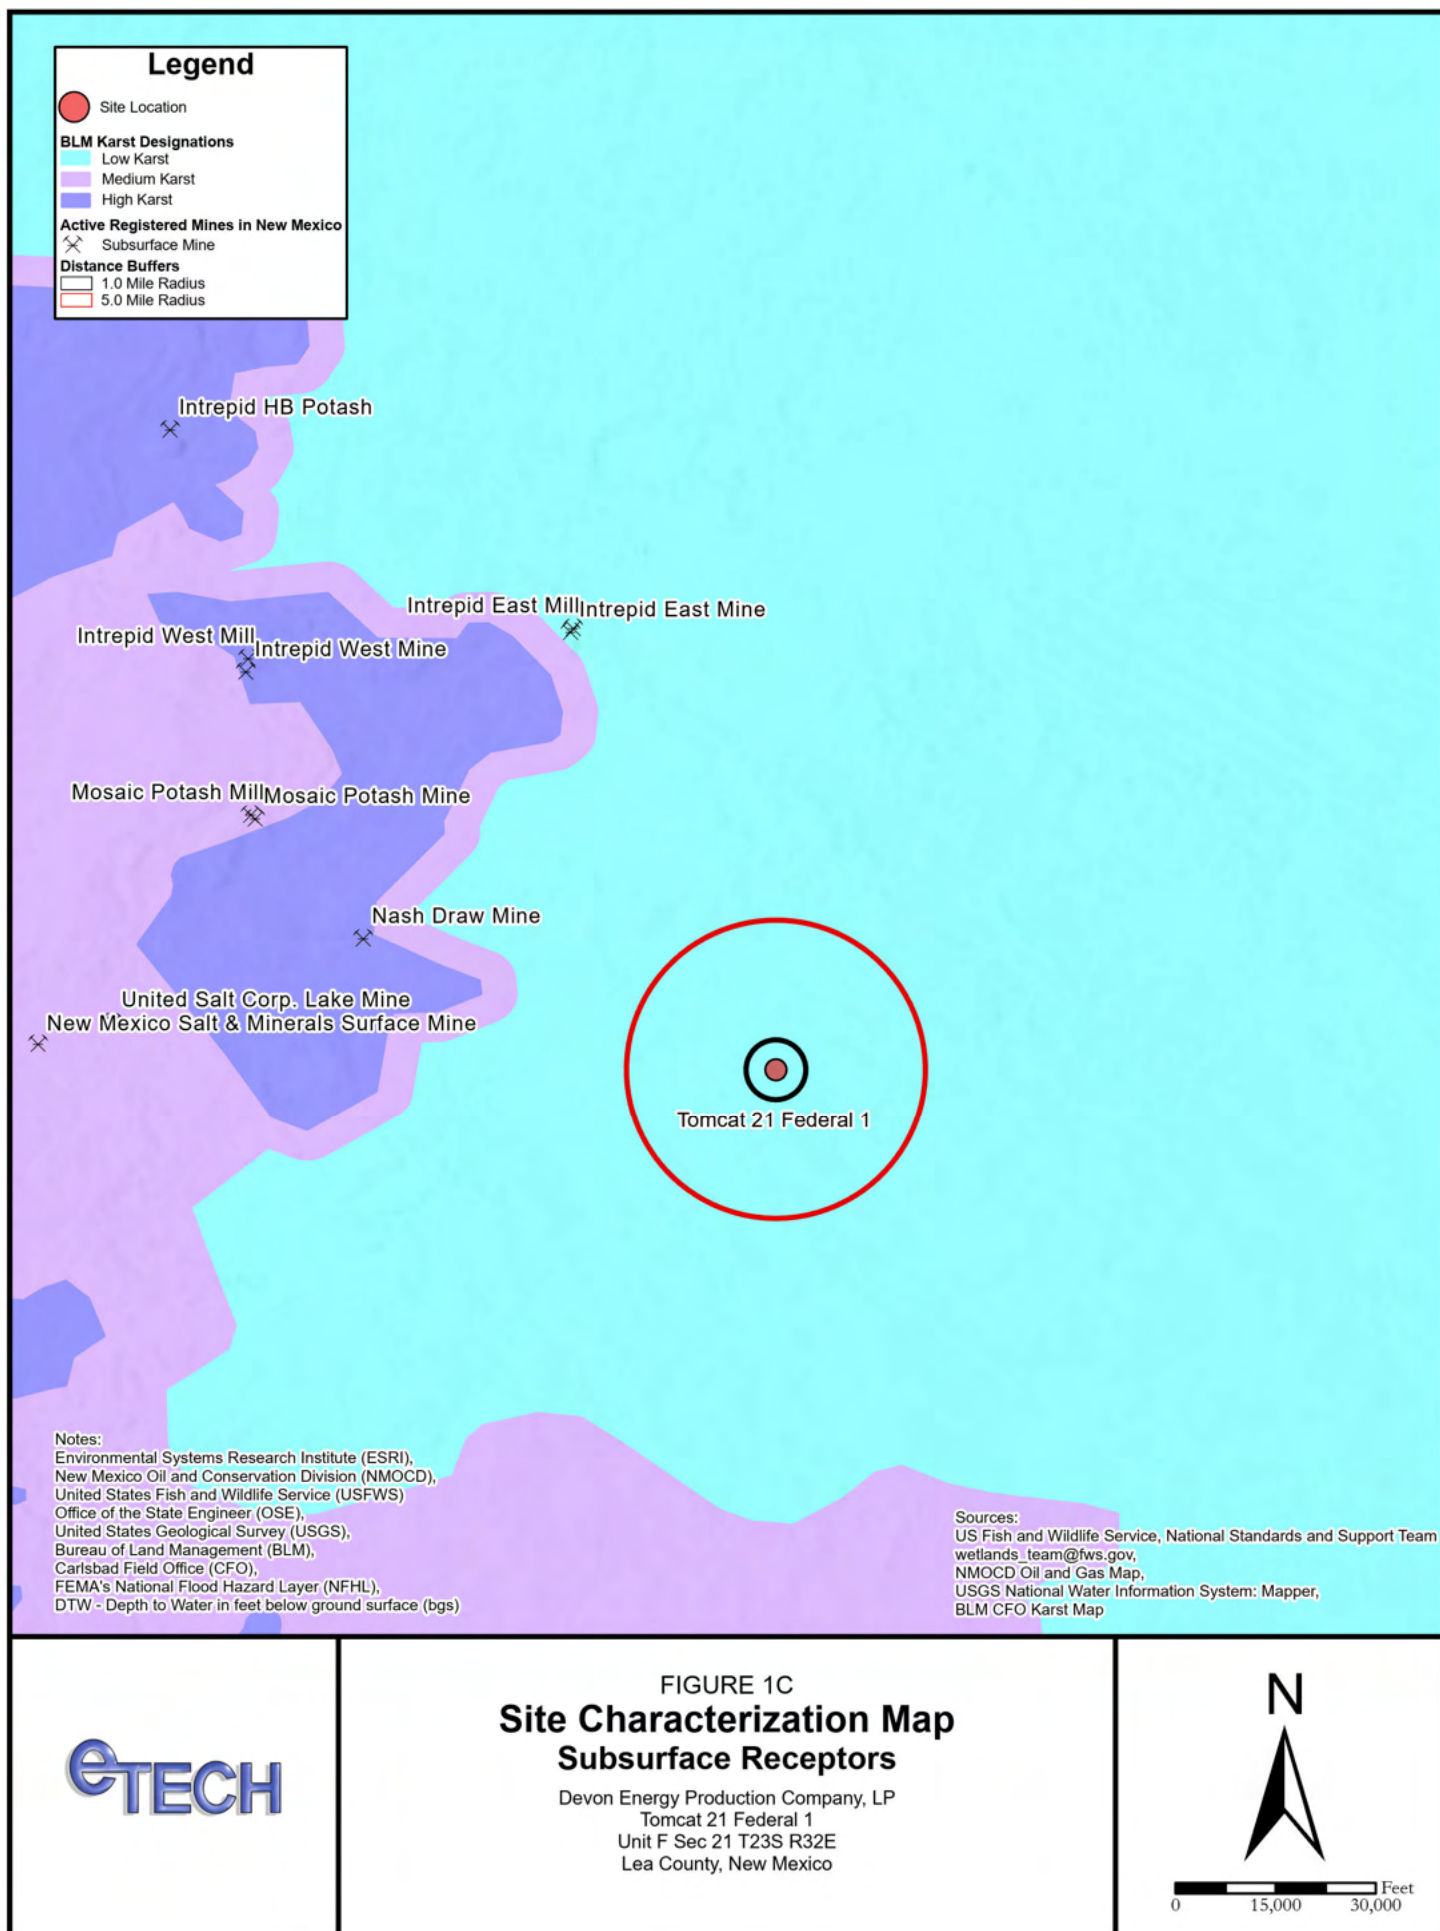 Legend
Site Location
BLM Karst Designations
Low Karst
Medium Karst
High Karst
Active Registered Mines in New Mexico
Subsurface Mine
Distance Buffers
1.0 Mile Radius
5.0 Mile Radius
Intrepid HB Potash
Intrepid East Mill
Intrepid East Mine
Intrepid West Mill
Intrepid West Mine
Mosaic Potash Mill
Mosaic Potash Mine
Nash Draw Mine
United Salt Corp. Lake Mine
New Mexico Salt & Minerals Surface Mine
Tomcat 21 Federal 1
Notes:
Environmental Systems Research Institute (ESRI),
New Mexico Oil and Conservation Division (NMOCD),
United States Fish and Wildlife Service (USFWS)
Office of the State Engineer (OSE),
United States Geological Survey (USGS),
Bureau of Land Management (BLM),
Carlsbad Field Office (CFO),
FEMA's National Flood Hazard Layer (NFHL),
DTW - Depth to Water in feet below ground surface (bgs)
Sources:
US Fish and Wildlife Service, National Standards and Support Team
wetlands_team@fws.gov,
NMOCD Oil and Gas Map,
USGS National Water Information System: Mapper,
BLM CFO Karst Map
eTECH
FIGURE 1C
Site Characterization Map
Subsurface Receptors
Devon Energy Production Company, LP
Tomcat 21 Federal 1
Unit F Sec 21 T23S R32E
Lea County, New Mexico
N
Feet
0 15,000 30,000